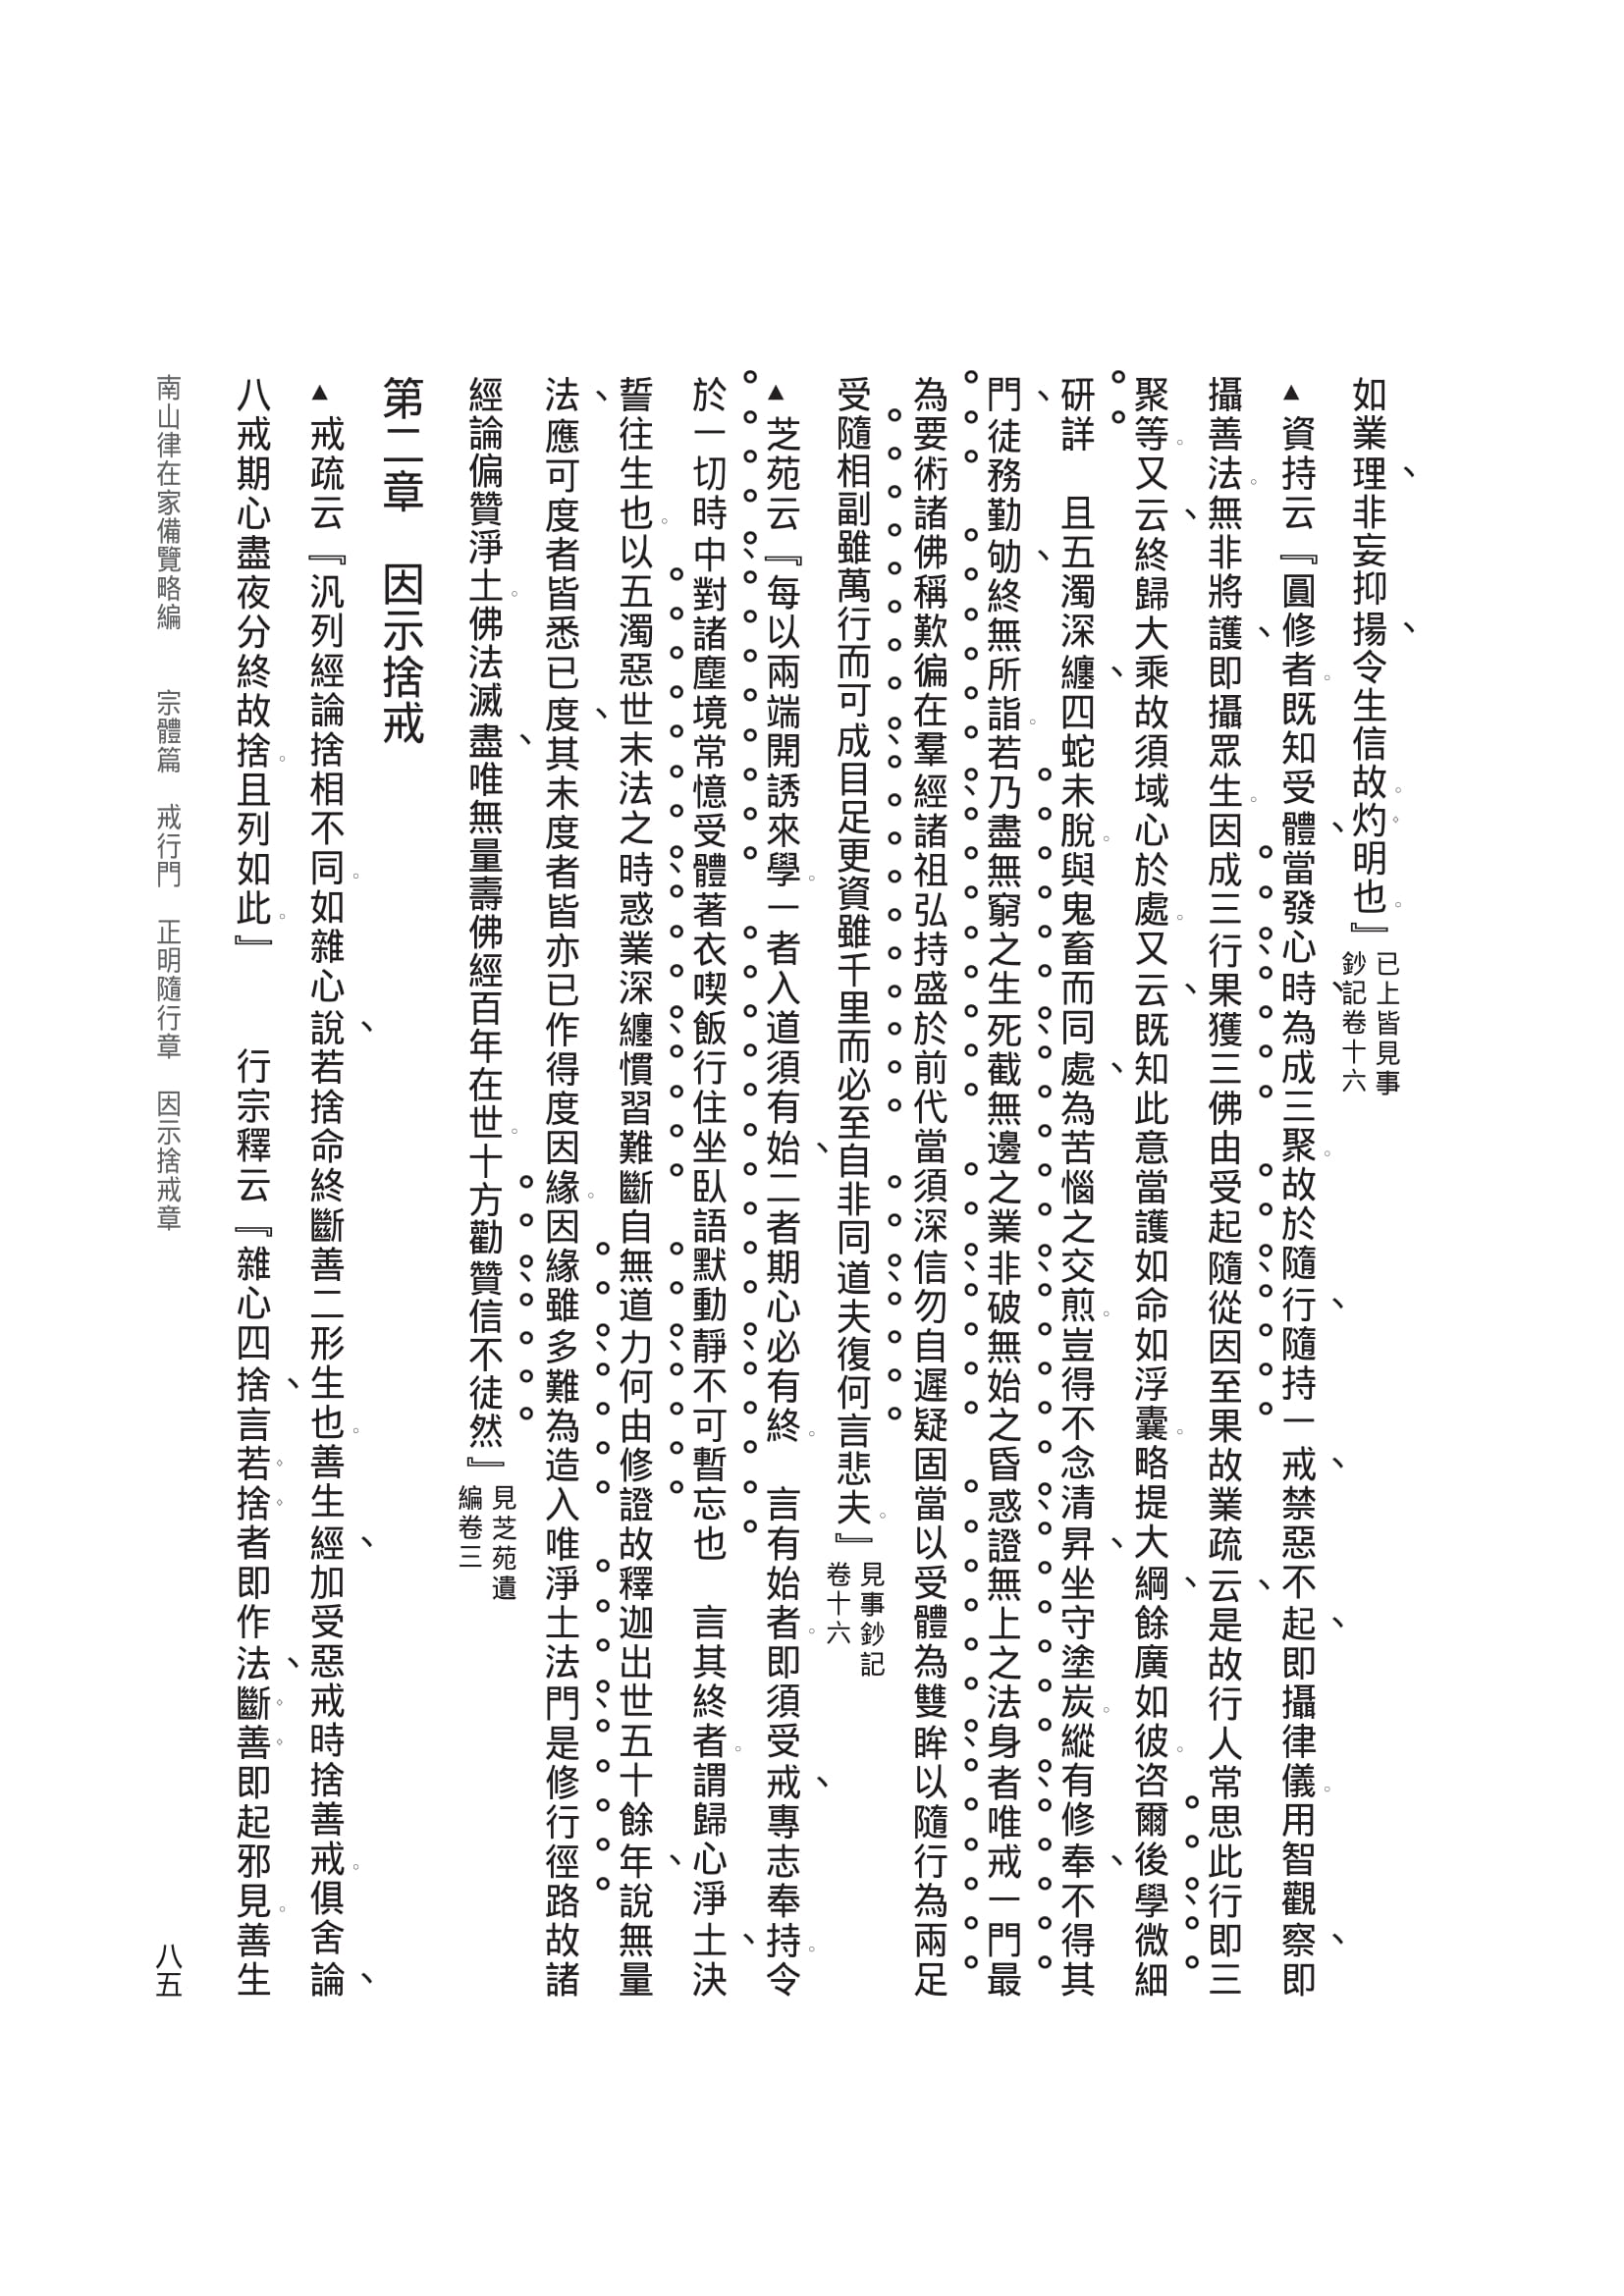 如業理非妄抑揚令生信故灼明也』已上皆見事鈔記卷十六
▲資持云『圓修者既知受體當發心時為成三聚故於隨行隨持一戒禁惡不起即攝律儀用智觀察即
攝善法無非將護即攝眾生因成三行果獲三佛由受起隨從因至果故業疏云是故行人常思此行即三
聚等又云終歸大乘故須域心於處又云既知此意當護如命如浮囊略提大綱餘廣如彼咨爾後學微細
研詳　且五濁深纏四蛇未脫與鬼畜而同處為苦惱之交煎豈得不念清昇坐守塗炭縱有修奉不得其
門徒務勤劬終無所詣若乃盡無窮之生死截無邊之業非破無始之昏惑證無上之法身者唯戒一門最
為要術諸佛稱歎徧在羣經諸祖弘持盛於前代當須深信勿自遲疑固當以受體為雙眸以隨行為兩足
受隨相副雖萬行而可成目足更資雖千里而必至自非同道夫復何言悲夫』見事鈔記卷十六
▲芝苑云『每以兩端開誘來學一者入道須有始二者期心必有終　言有始者即須受戒專志奉持令
於一切時中對諸塵境常憶受體著衣喫飯行住坐臥語默動靜不可暫忘也　言其終者謂歸心淨土決
誓往生也以五濁惡世末法之時惑業深纏慣習難斷自無道力何由修證故釋迦出世五十餘年說無量
法應可度者皆悉已度其未度者皆亦已作得度因緣因緣雖多難為造入唯淨土法門是修行徑路故諸
經論偏贊淨土佛法滅盡唯無量壽佛經百年在世十方勸贊信不徒然』見芝苑遺編卷三
第二章　因示捨戒
▲戒疏云『汎列經論捨相不同如雜心說若捨命終斷善二形生也善生經加受惡戒時捨善戒俱舍論
八戒期心盡夜分終故捨且列如此』　　行宗釋云『雜心四捨言若捨者即作法斷善即起邪見善生
南山律在家備覽略編　　宗體篇　戒行門　正明隨行章　因示捨戒章
八五